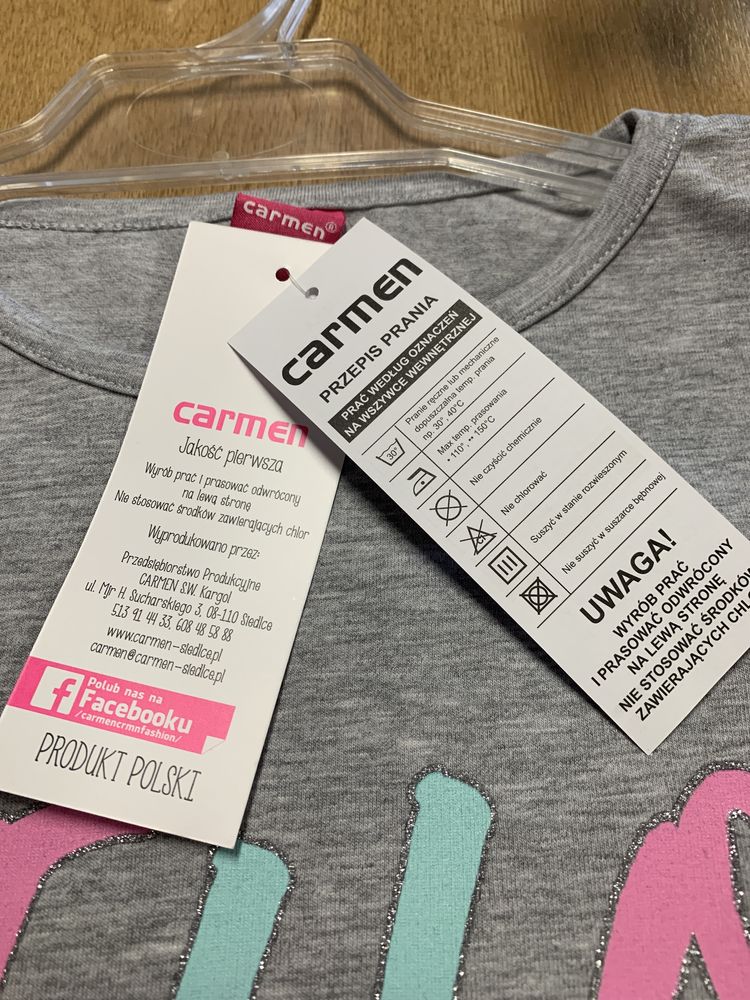 carmen®
carmen
Jakość pierwsza
Wyrób prać i prasować odwrócony
na lewą stronę
Nie stosować środków zawierających chlor
Wyprodukowano przez:
Przedsiębiorstwo Produkcyjne
CARMEN S.W. Kargol
ul. Mjr H. Sucharskiego 3, 08-110 Siedlce
513 91 44 33, 608 48 58 88
www.carmen-siedlce.pl
carmen@carmen-siedlce.pl
f
Polub nas na
Facebooku
/carmencrmnfashion/
PRODUKT POLSKI
carmen
PRZEPIS PRANIA
PRAĆ WEDŁUG OZNACZEŃ
NA WSZYWCE WEWNĘTRZNEJ
30°
Pranie ręczne lub mechaniczne
dopuszczalna temp. prania
np. 30°, 40°C
Max temp. prasowania
• 110°, •• 150°C
Nie czyścić chemicznie
Nie chlorować
Suszyć w stanie rozwieszonym
Nie suszyć w suszarce bębnowej
UWAGA!
WYRÓB PRAĆ
I PRASOWAĆ ODWRÓCONY
NA LEWĄ STRONĘ
NIE STOSOWAĆ ŚRODKÓW
ZAWIERAJĄCYCH CHL